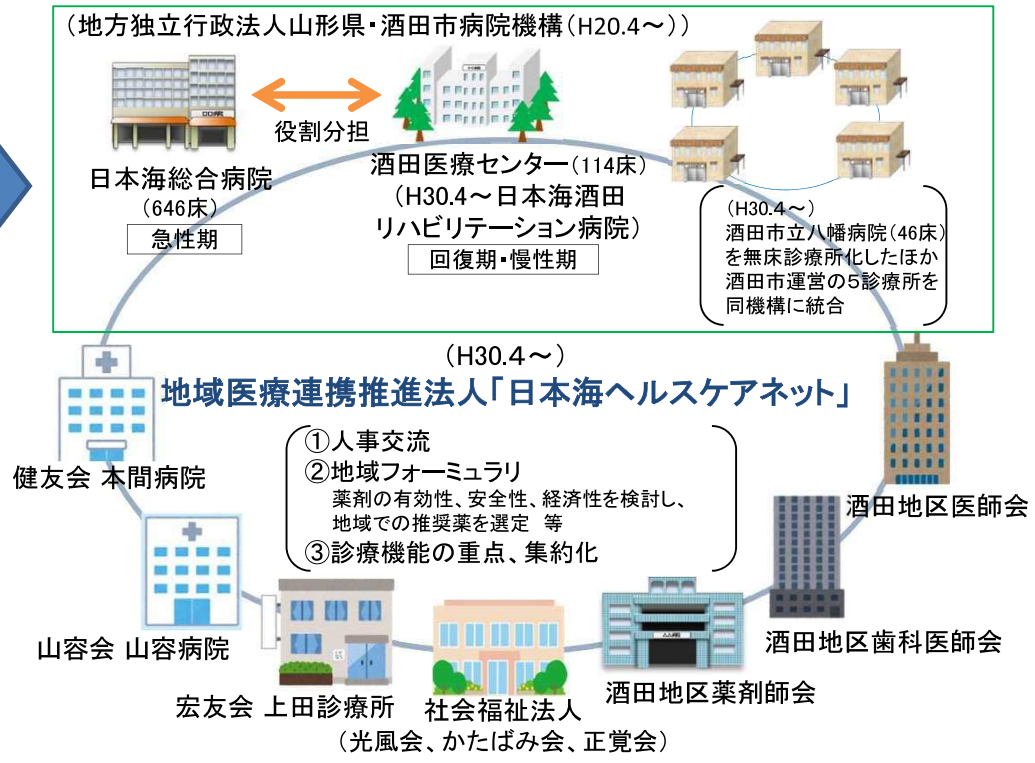 (地方独立行政法人山形県・酒田市病院機構(H20.4～))
役割分担
日本海総合病院
(646床)
急性期
酒田医療センター(114床)
(H30.4～日本海酒田
リハビリテーション病院)
回復期・慢性期
(H30.4～)
酒田市立八幡病院(46床)
を無床診療所化したほか
酒田市運営の5診療所を
同機構に統合
(H30.4～)
地域医療連携推進法人「日本海ヘルスケアネット」
①人事交流
②地域フォーミュラリ
薬剤の有効性、安全性、経済性を検討し、
地域での推奨薬を選定　等
③診療機能の重点、集約化
健友会 本間病院
山容会 山容病院
宏友会 上田診療所
社会福祉法人
(光風会、かたばみ会、正覚会)
酒田地区薬剤師会
酒田地区歯科医師会
酒田地区医師会